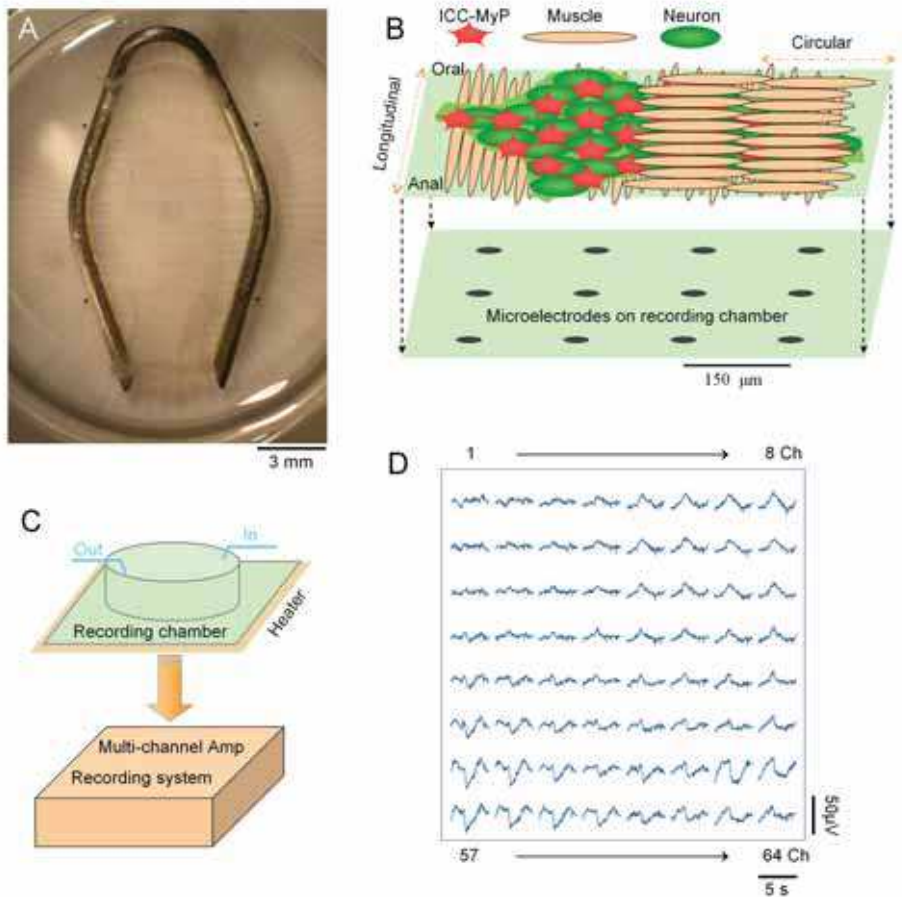 A
3 mm
B
ICC-MyP Muscle Neuron
Circular
Oral
Longitudinal
Anal
Microelectrodes on recording chamber
150 μm
C
Out In
Recording chamber
Heater
Multi-channel Amp
Recording system
D
1 8 Ch
50μV
57 64 Ch
5 s